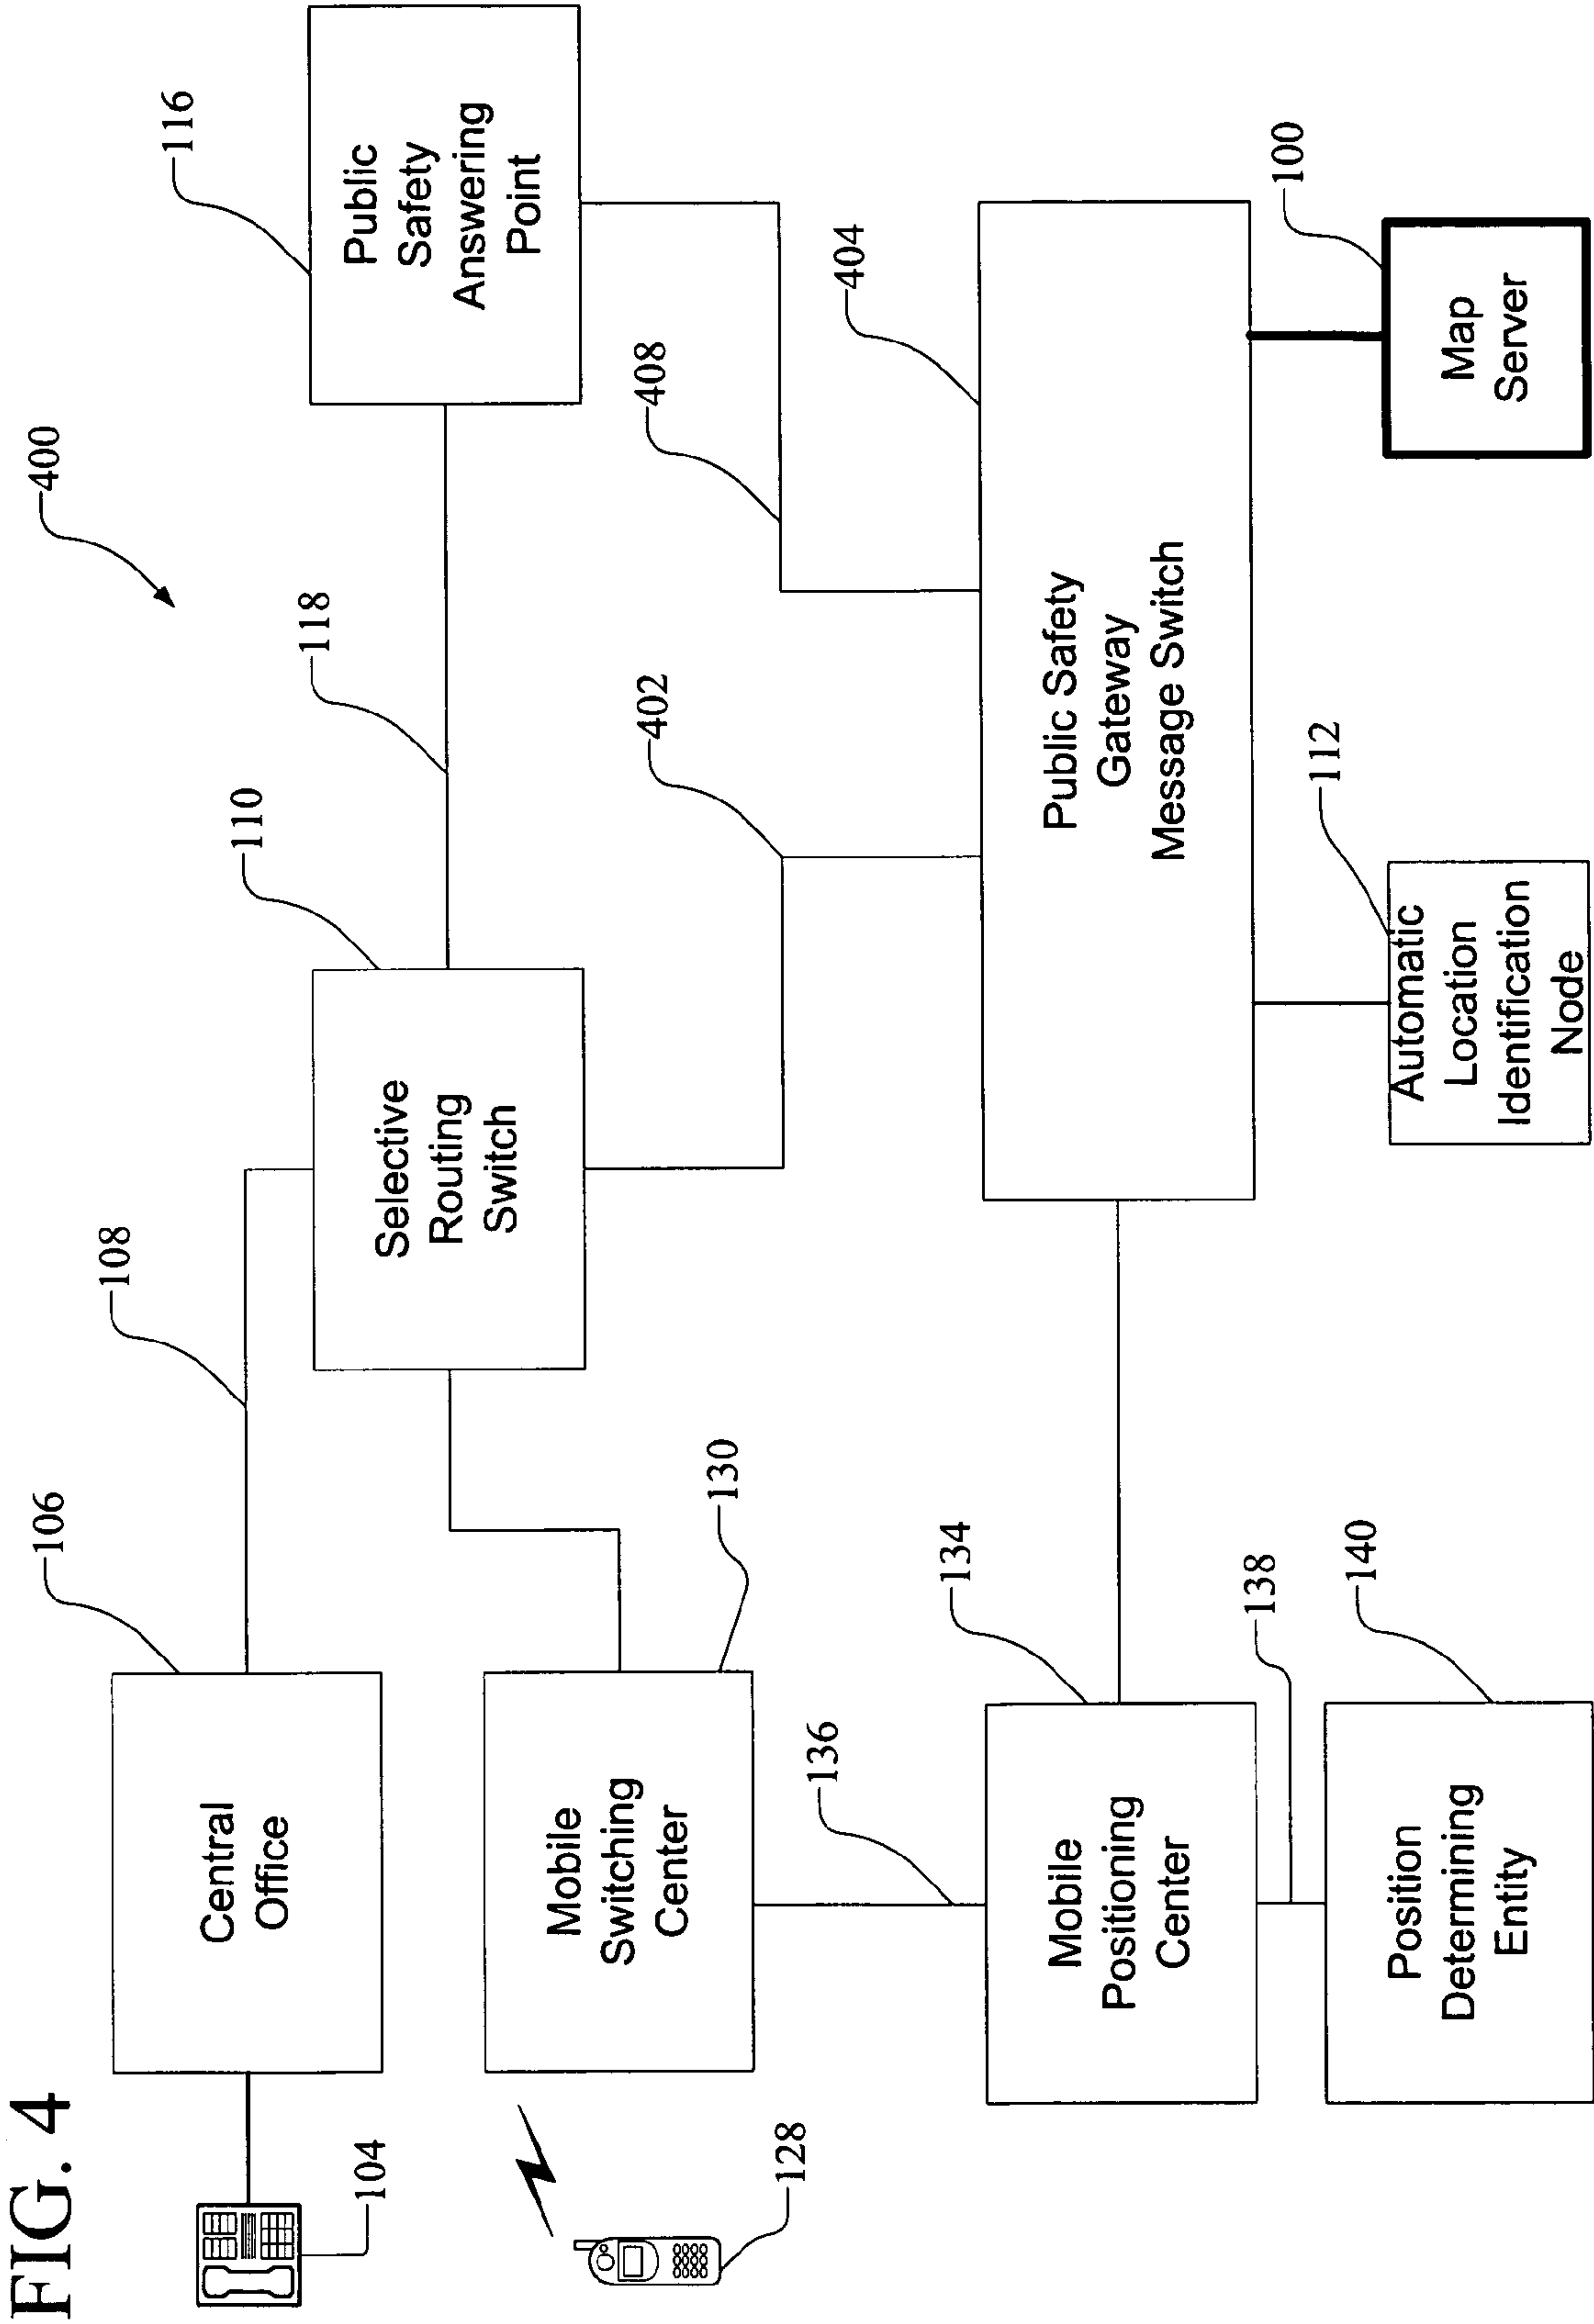 FIG. 4
400
106
Central
Office
104
108
110
Selective
Routing
Switch
118
116
Public
Safety
Answering
Point
Mobile
Switching
Center
130
128
402
408
136
134
Mobile
Positioning
Center
138
140
Position
Determining
Entity
404
Public Safety
Gateway
Message Switch
112
Automatic
Location
Identification
Node
100
Map
Server